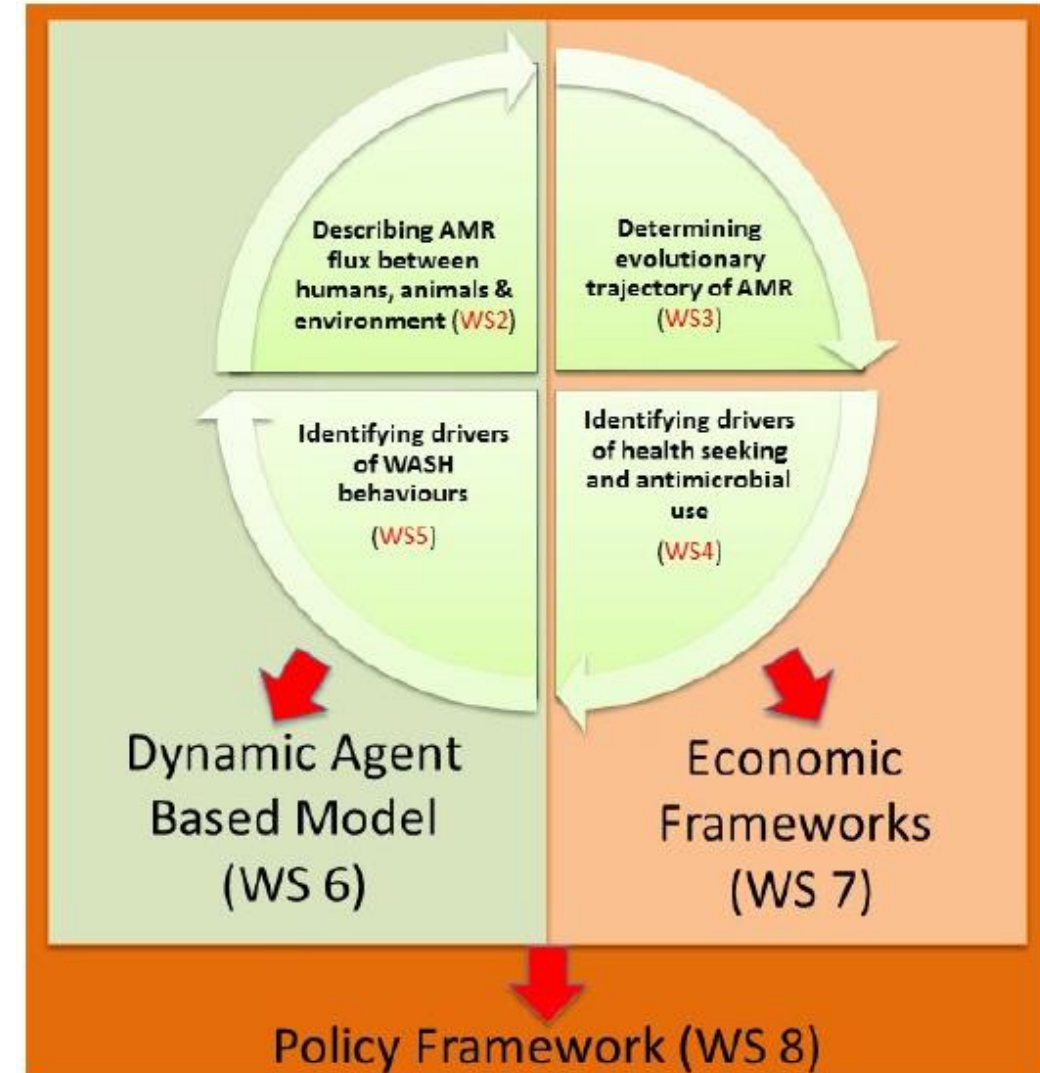 Describing AMR
flux between
humans, animals &
environment (WS2)
Determining
evolutionary
trajectory of AMR
(WS3)
Identifying drivers
of WASH
behaviours
(WS5)
Identifying drivers
of health seeking
and antimicrobial
use
(WS4)
Dynamic Agent
Based Model
(WS 6)
Economic
Frameworks
(WS 7)
Policy Framework (WS 8)